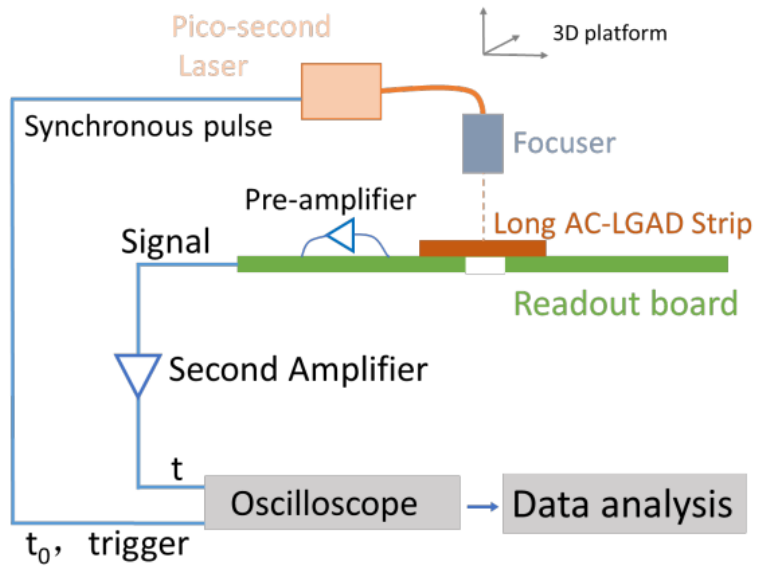 Pico-second
Laser
3D platform
Synchronous pulse
Focuser
Pre-amplifier
Long AC-LGAD Strip
Signal
Readout board
Second Amplifier
t
Oscilloscope
Data analysis
t₀, trigger